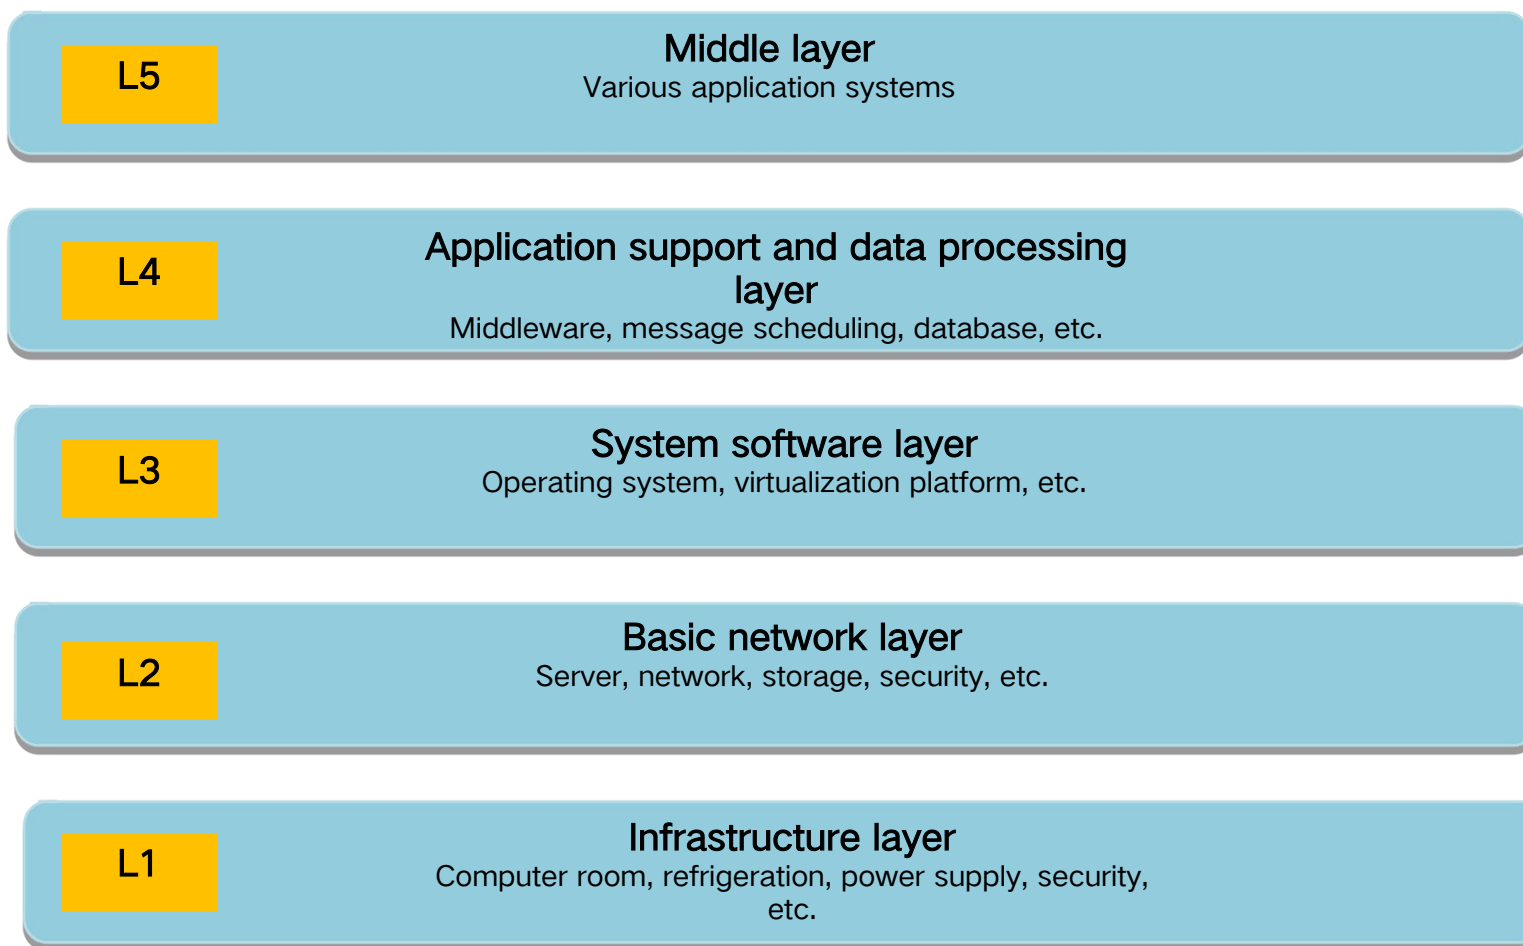 L5
Middle layer
Various application systems
L4
Application support and data processing
layer
Middleware, message scheduling, database, etc.
L3
System software layer
Operating system, virtualization platform, etc.
L2
Basic network layer
Server, network, storage, security, etc.
L1
Infrastructure layer
Computer room, refrigeration, power supply, security,
etc.